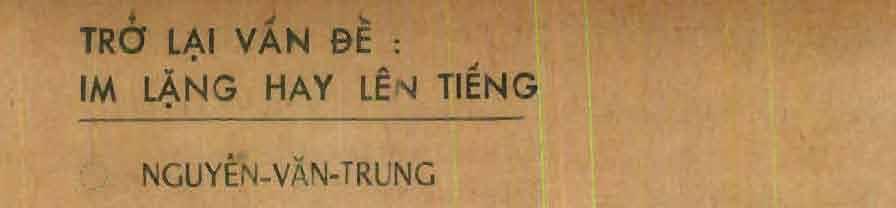 TRỞ LẠI VẤN ĐỀ :
IM LẶNG HAY LÊN TIẾNG
NGUYỄN-VĂN-TRUNG